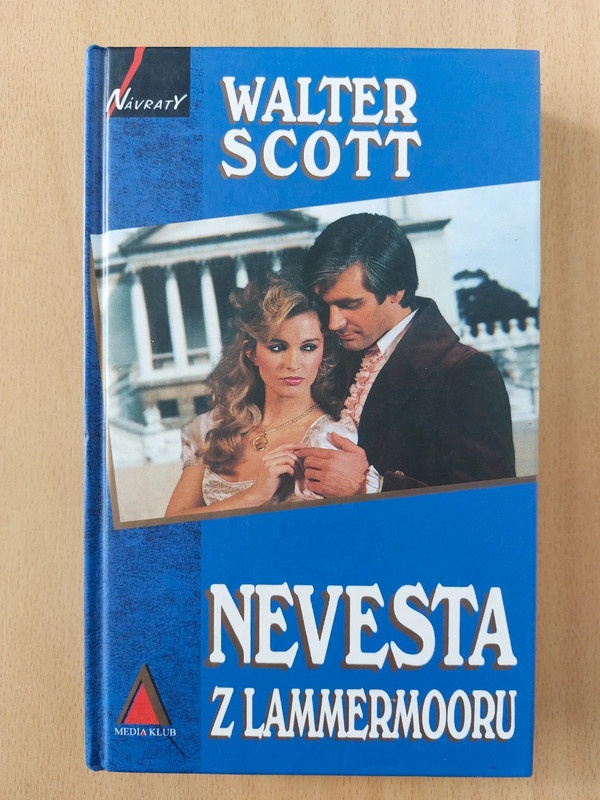 NÁVRATY
WALTER
SCOTT
NEVESTA
Z LAMMERMOORU
MEDIA KLUB